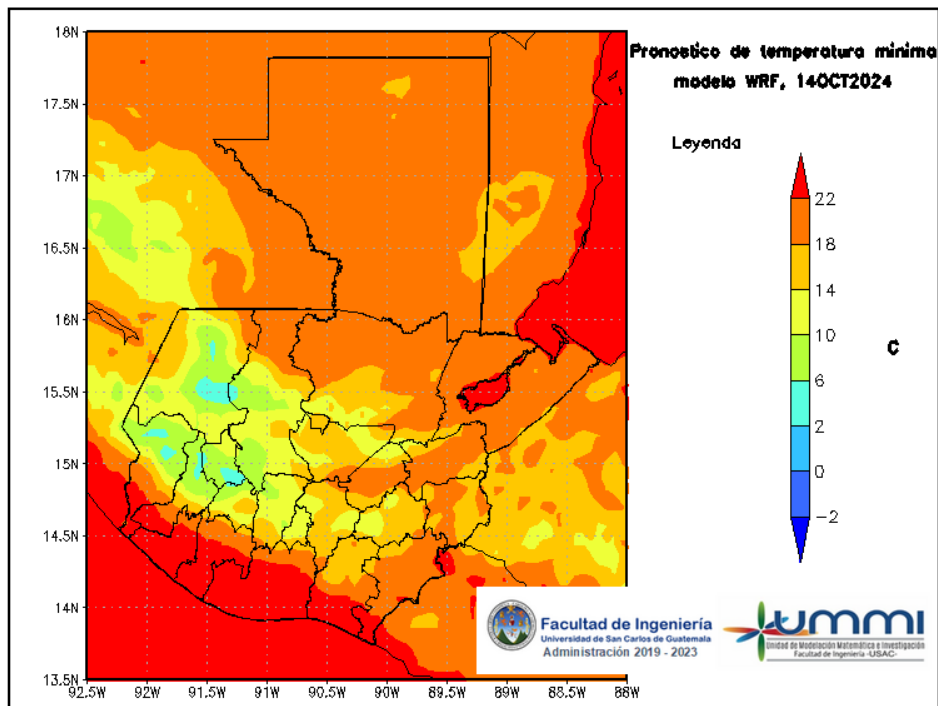 Pronostico de temperatura minima
modelo WRF, 14OCT2024
Leyenda
22
18
14
10
6
2
0
-2
C
18N
17.5N
17N
16.5N
16N
15.5N
15N
14.5N
14N
13.5N
92.5W 92W 91.5W 91W 90.5W 90W 89.5W 89W 88.5W 88W
Facultad de Ingeniería
Universidad de San Carlos de Guatemala
Administración 2019 - 2023
ummi
Unidad de Modelación Matemática e Investigación
Facultad de Ingeniería -USAC-